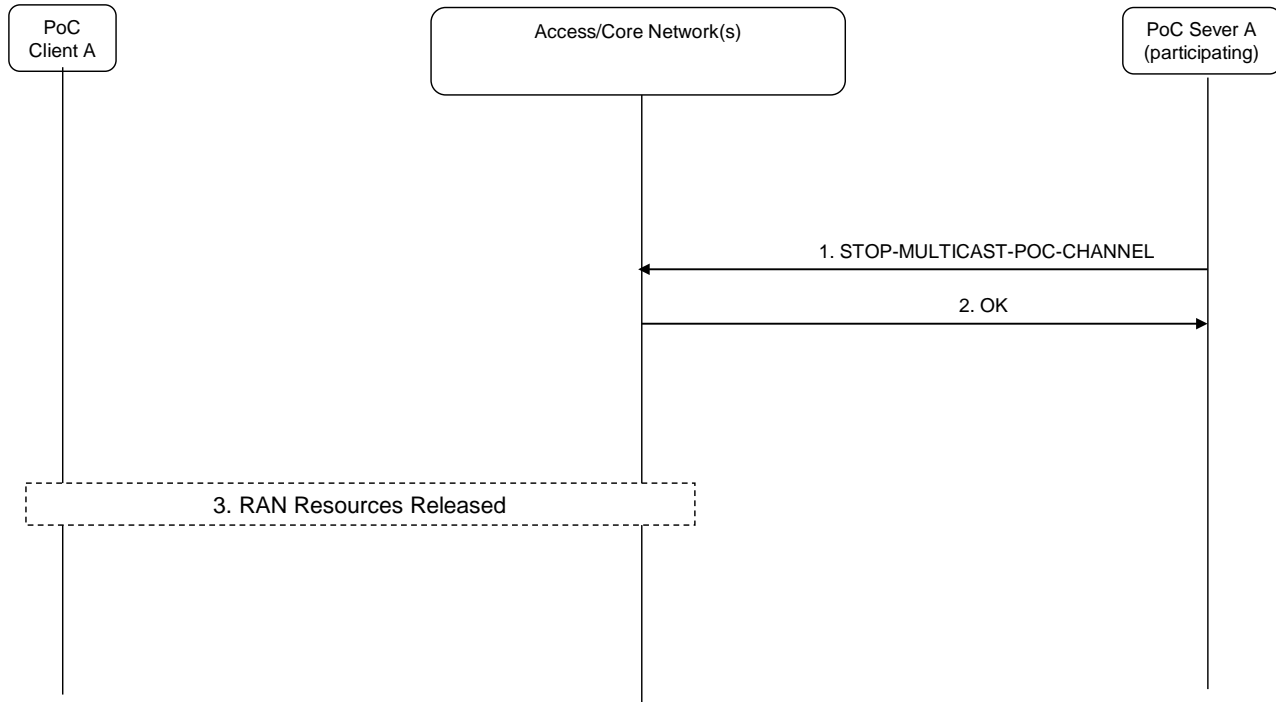 PoC
Client A
Access/Core Network(s)
PoC Sever A
(participating)
1. STOP-MULTICAST-POC-CHANNEL
2. OK
3. RAN Resources Released